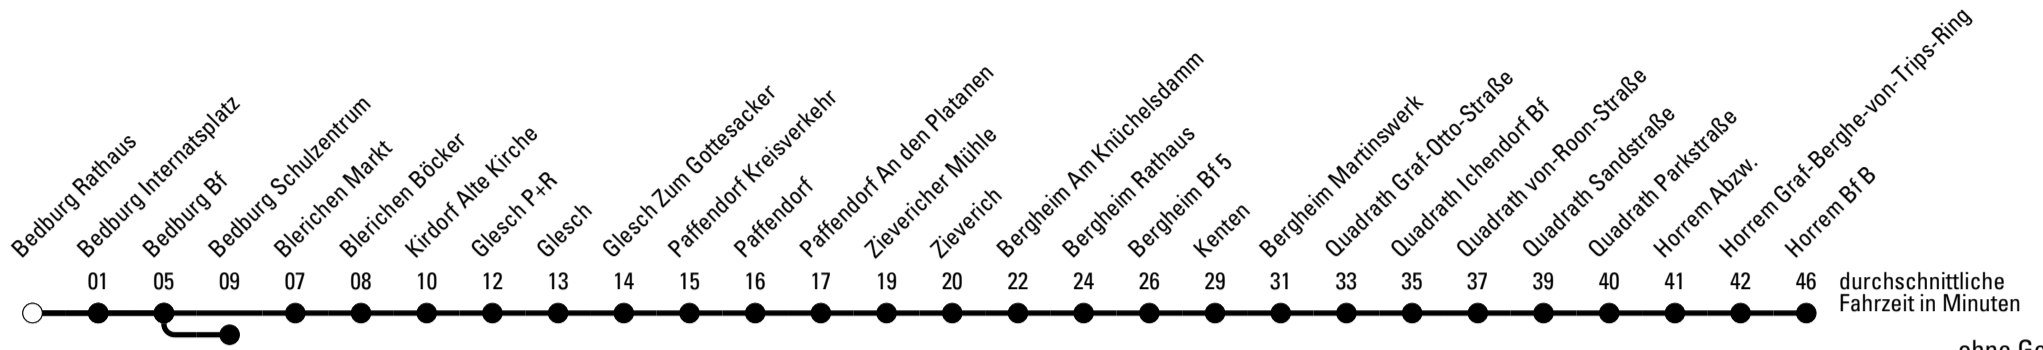 Bedburg Rathaus
Bedburg Internatsplatz
Bedburg Bf
Bedburg Schulzentrum
Blerichen Markt
Blerichen Böcker
Kirdorf Alte Kirche
Glesch P+R
Glesch
Glesch Zum Gottesacker
Paffendorf Kreisverkehr
Paffendorf
Paffendorf An den Platanen
Zievericher Mühle
Zieverich
Bergheim Am Knüchelsdamm
Bergheim Rathaus
Bergheim Bf 5
Kenten
Bergheim Martinswerk
Quadrath Graf-Otto-Straße
Quadrath Ichendorf Bf
Quadrath von-Roon-Straße
Quadrath Sandstraße
Quadrath Parkstraße
Horrem Abzw.
Horrem Graf-Berghe-von-Trips-Ring
Horrem Bf B
01 05 09 07 08 10 12 13 14 15 16 17 19 20 22 24 26 29 31 33 35 37 39 40 41 42 46
durchschnittliche
Fahrzeit in Minuten